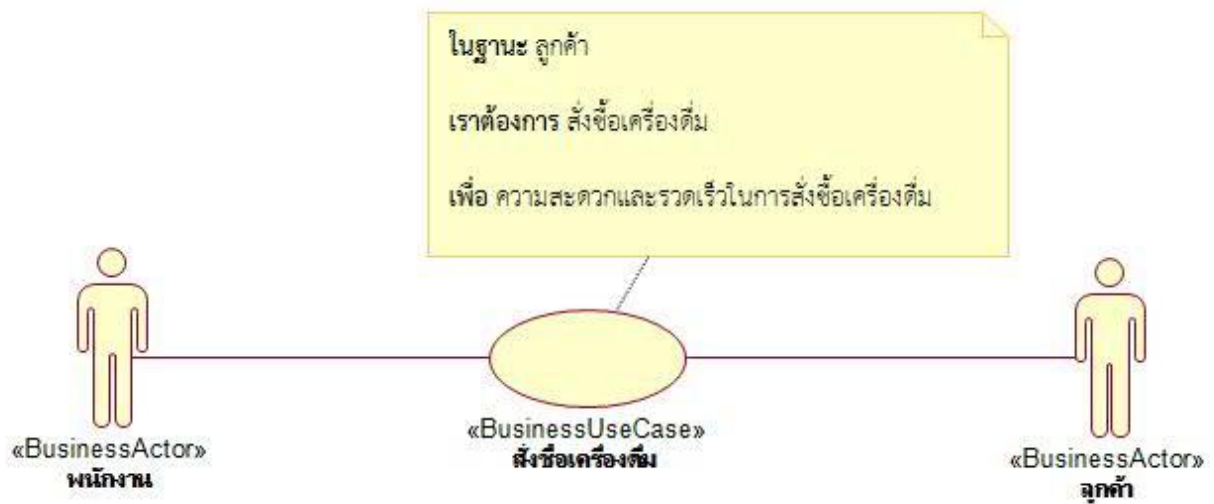 ในฐานะ ลูกค้า
เราต้องการ สั่งซื้อเครื่องดื่ม
เพื่อ ความสะดวกและรวดเร็วในการสั่งซื้อเครื่องดื่ม
«BusinessActor»
พนักงาน
«BusinessUseCase»
สั่งซื้อเครื่องดื่ม
«BusinessActor»
ลูกค้า